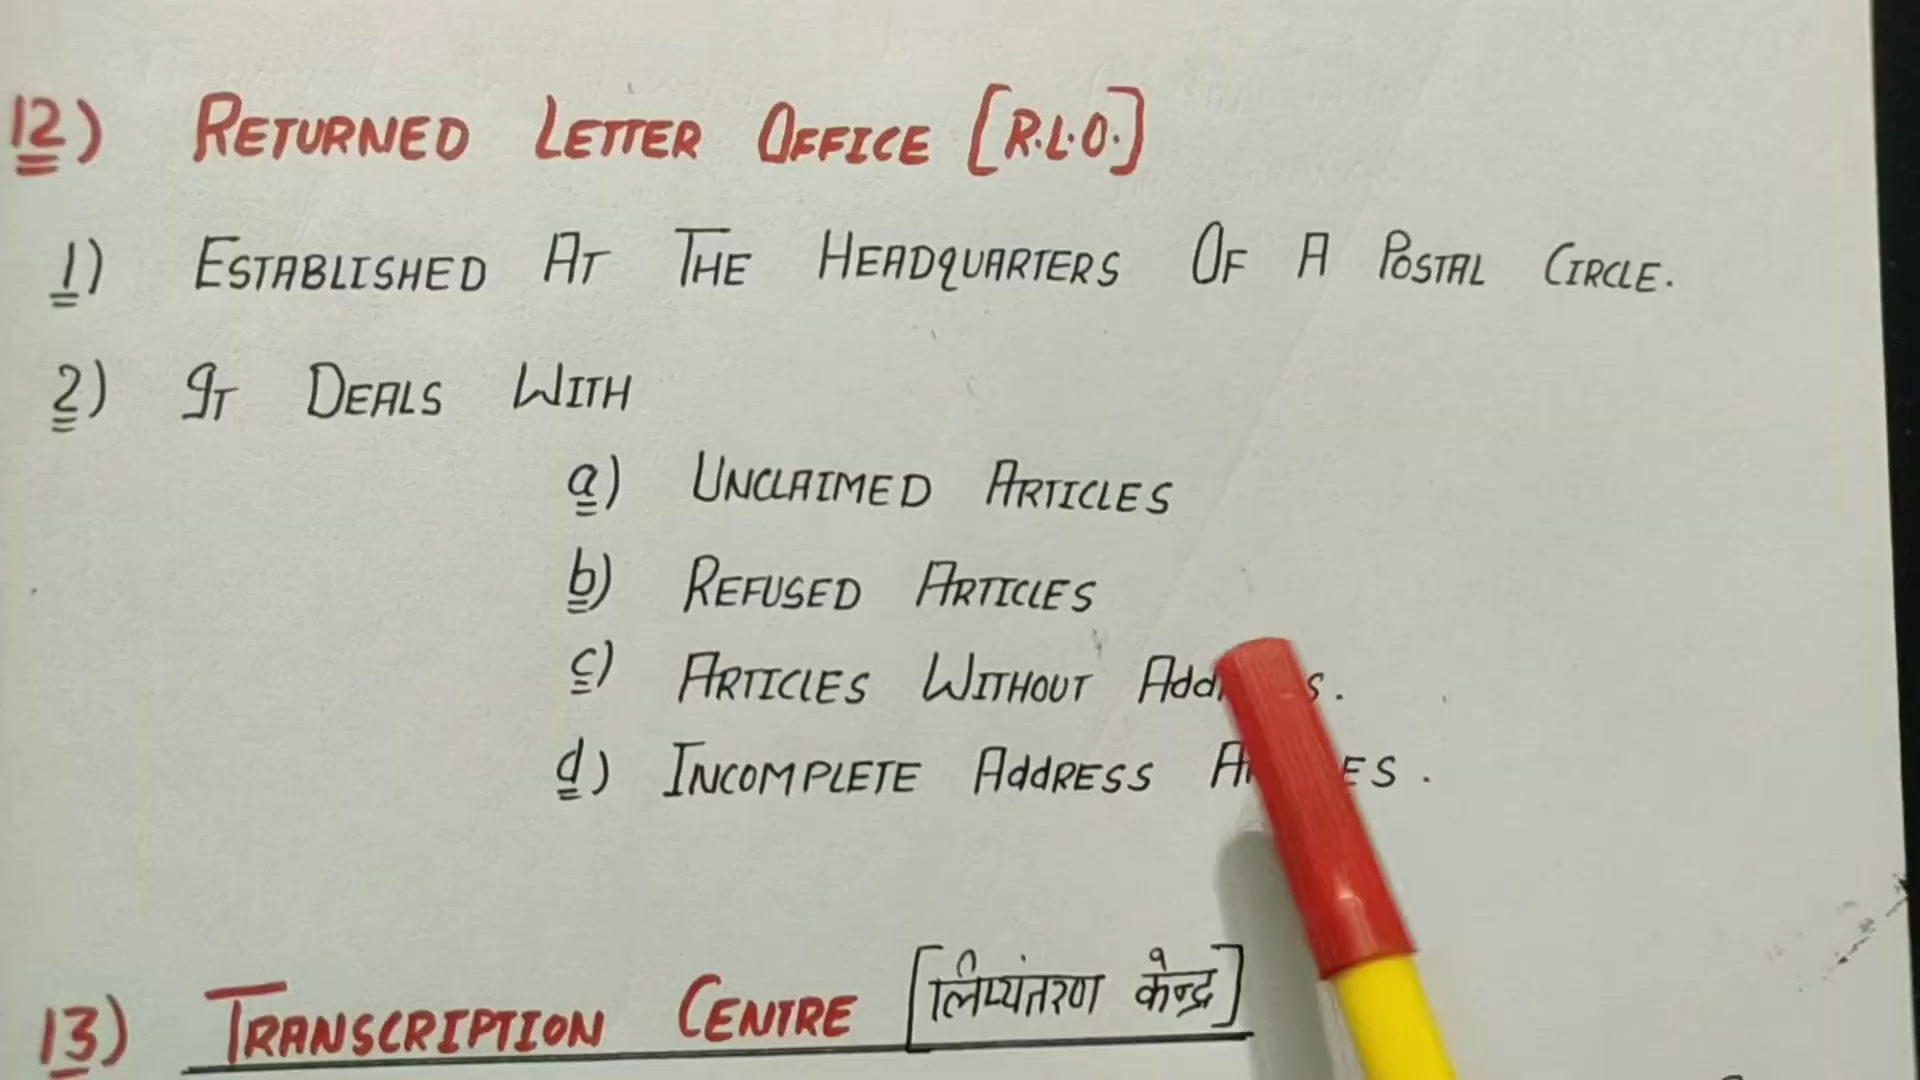 12) RETURNED LETTER OFFICE [R.L.O.]
1) ESTABLISHED AT THE HEADQUARTERS OF A POSTAL CIRCLE.
2) IT DEALS WITH
a) UNCLAIMED ARTICLES
b) REFUSED ARTICLES
c) ARTICLES WITHOUT
d) INCOMPLETE ADDRESS
13) TRANSCRIPTION CENTRE [लिप्यंतरण केन्द्र]